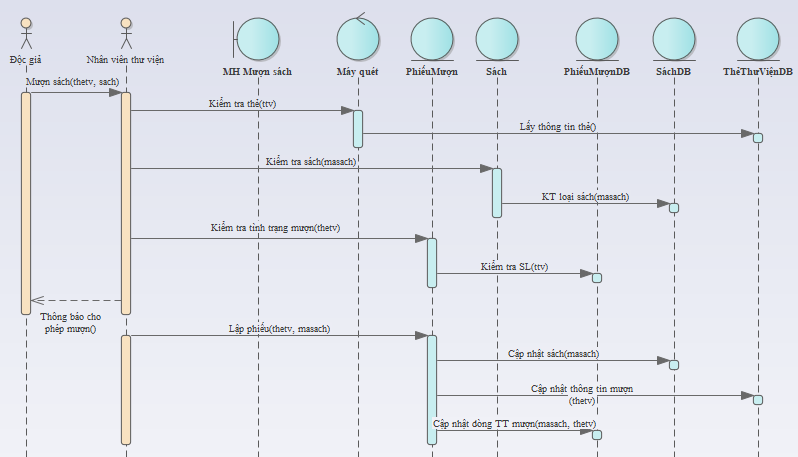 Độc giả
Nhân viên thư viện
MH Mượn sách
Máy quét
PhiếuMượn
Sách
PhiếuMượnDB
SáchDB
ThẻThưViệnDB
Mượn sách(thetv, sach)
Kiểm tra thẻ(ttv)
Lấy thông tin thẻ()
Kiểm tra sách(masach)
KT loại sách(masach)
Kiểm tra tình trạng mượn(thetv)
Kiểm tra SL(ttv)
Thông báo cho
phép mượn()
Lập phiếu(thetv, masach)
Cập nhật sách(masach)
Cập nhật thông tin mượn
(thetv)
Cập nhật dòng TT mượn(masach, thetv)